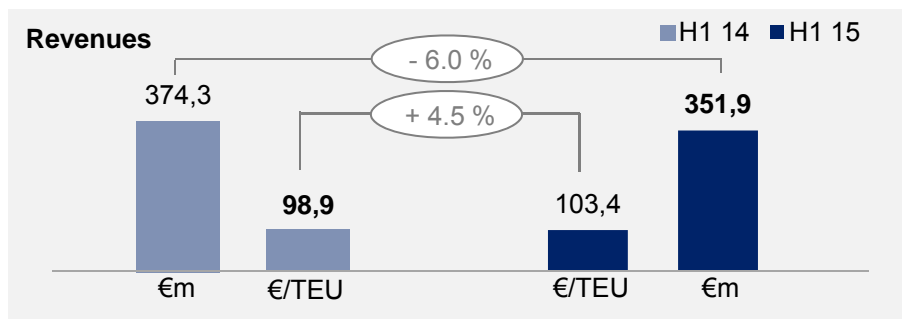 Revenues
H1 14
H1 15
- 6.0 %
374,3
351,9
+ 4.5 %
98,9
103,4
€m
€/TEU
€/TEU
€m